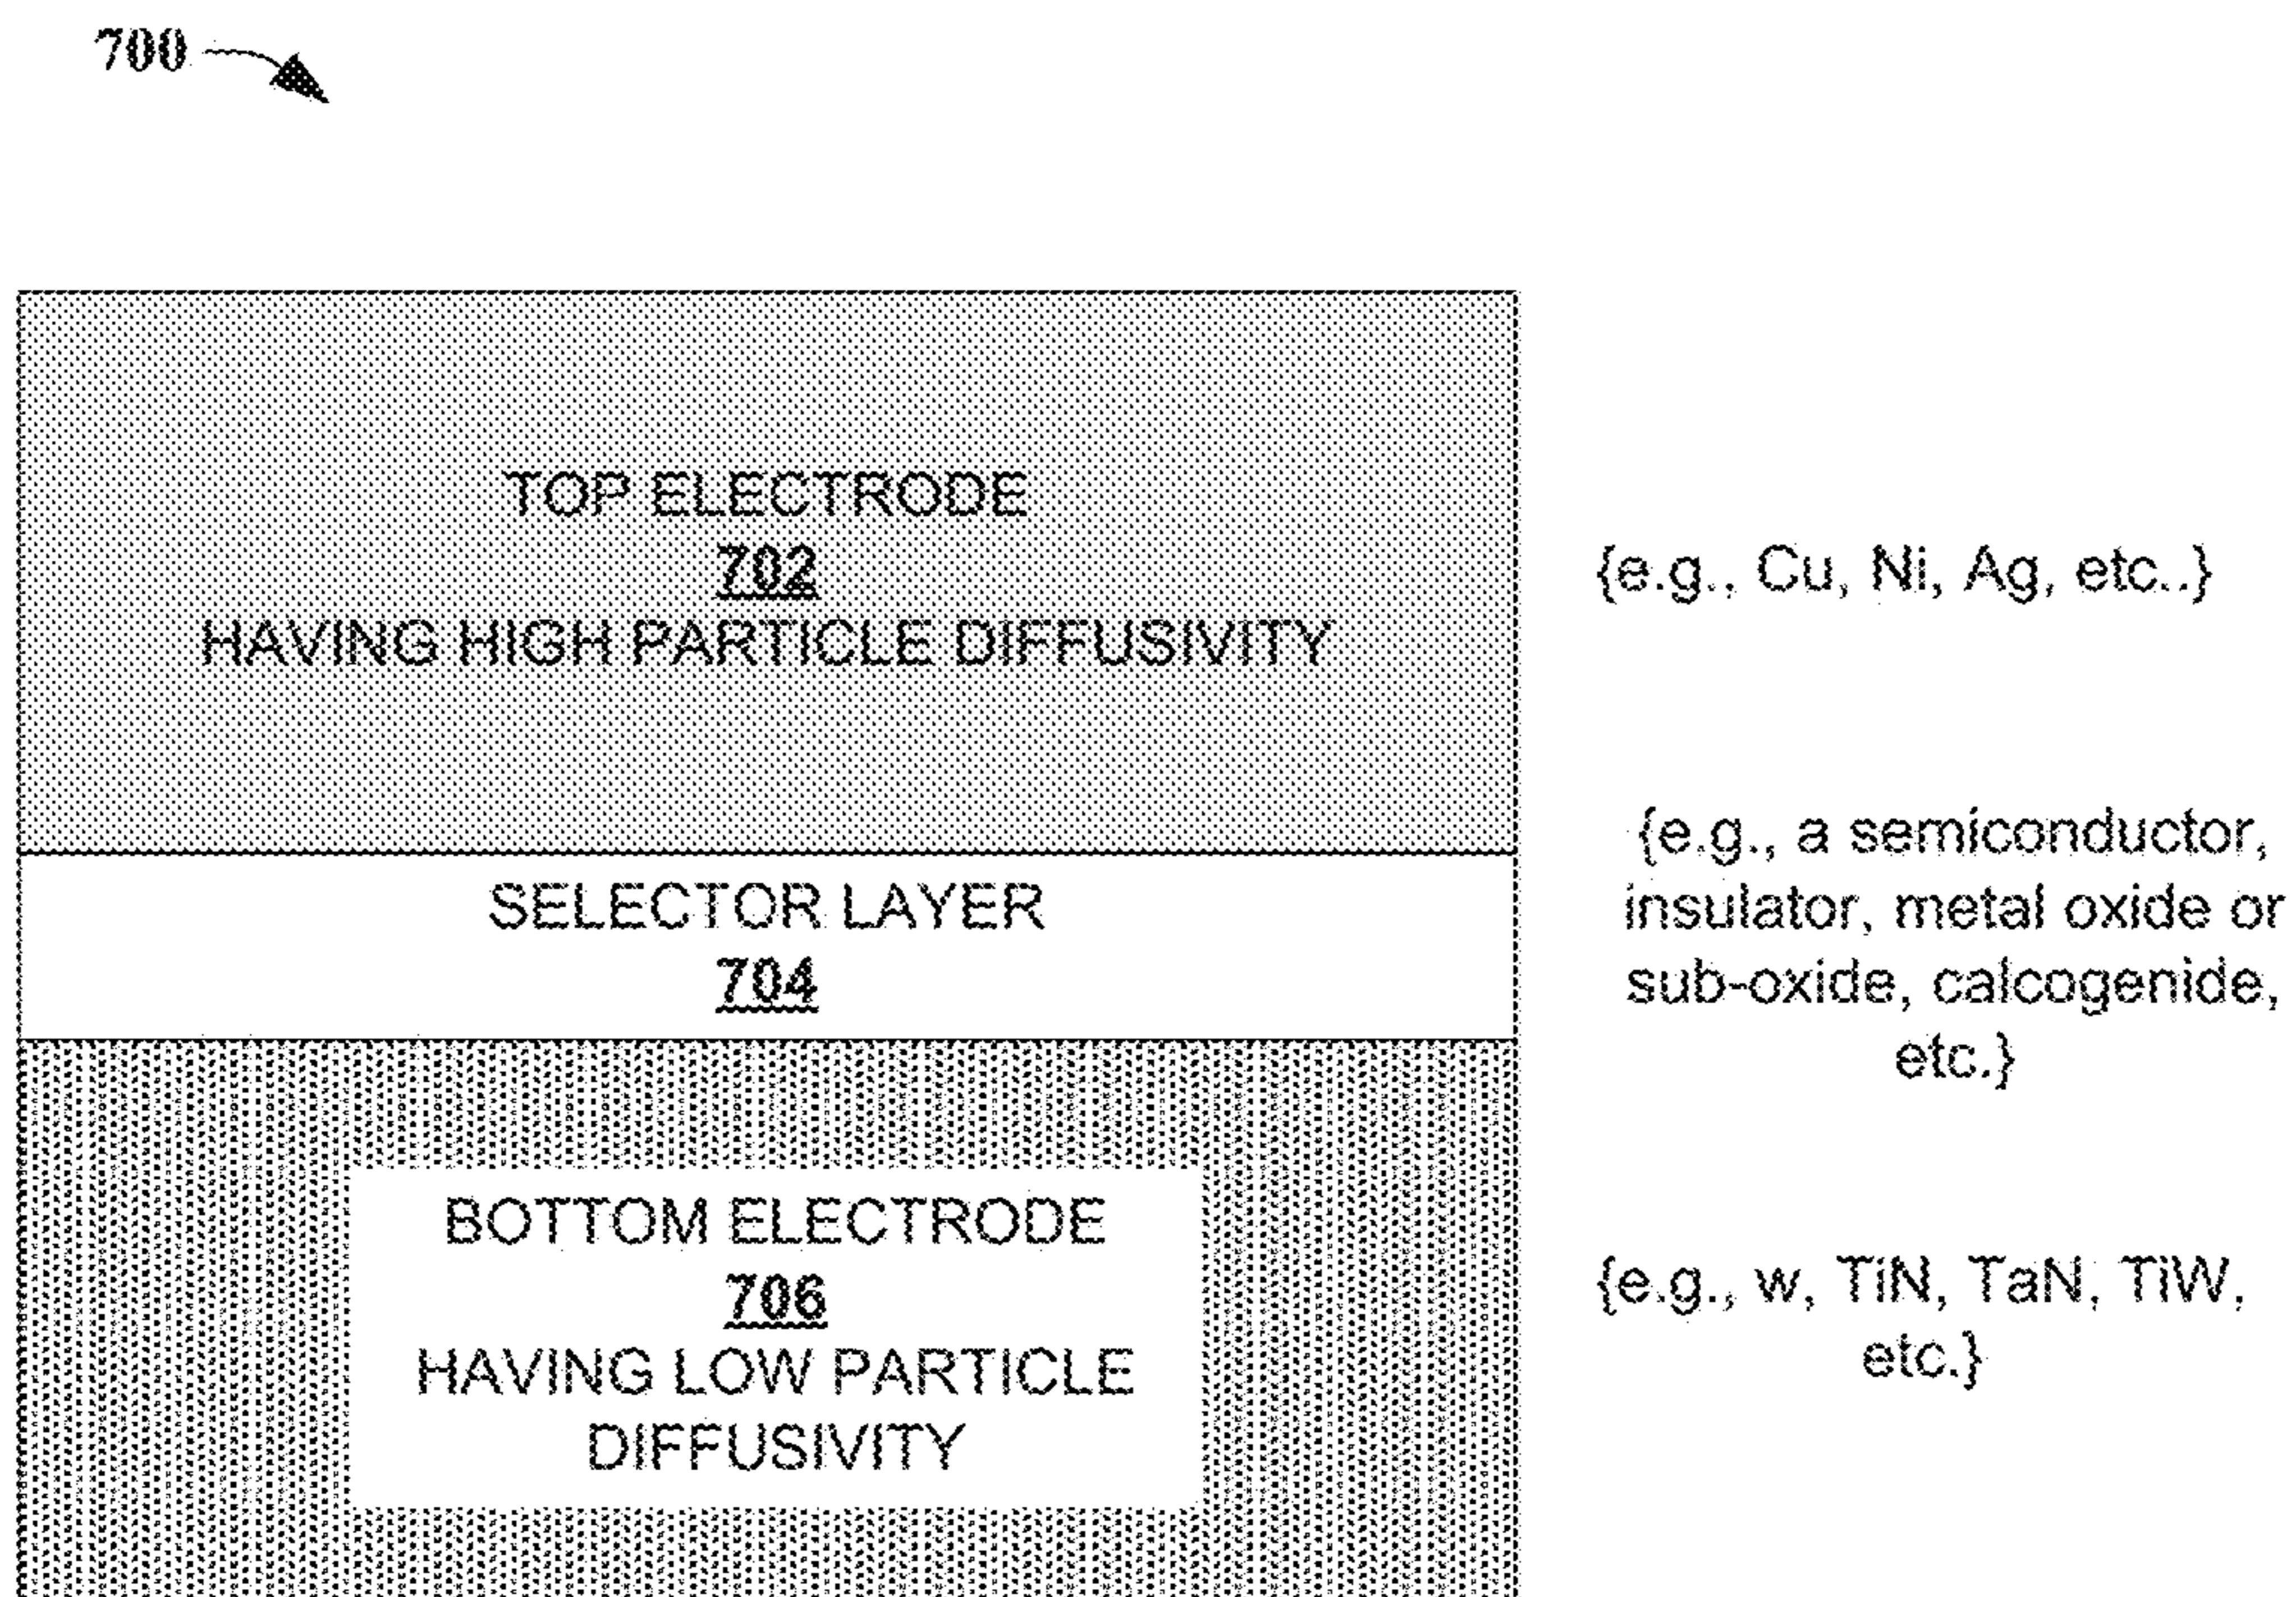 700
TOP ELECTRODE
702
HAVING HIGH PARTICLE DIFFUSIVITY
{e.g., Cu, Ni, Ag, etc..}
SELECTOR LAYER
704
{e.g., a semiconductor,
insulator, metal oxide or
sub-oxide, calcogenide,
etc.}
BOTTOM ELECTRODE
706
HAVING LOW PARTICLE
DIFFUSIVITY
{e.g., w, TiN, TaN, TiW,
etc.}